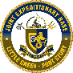 JOINT EXPEDITIONARY BASE
LITTLE CREEK - FORT STORY